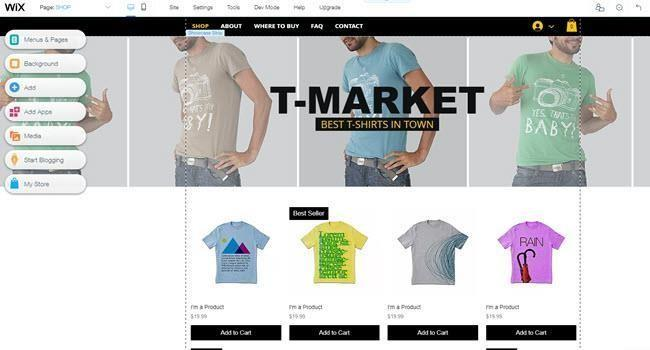 WiX Page: SHOP Site Settings Tools Dev Mode Help Upgrade
SHOP ABOUT WHERE TO BUY FAQ CONTACT
Showcase Strip
Menus & Pages
Background
Add
Add Apps
Media
Start Blogging
My Store
T-MARKET
BEST T-SHIRTS IN TOWN
YES, THAT'S MY
BABY!
Best Seller
RAIN
I'm a Product I'm a Product I'm a Product I'm a Product
$19.99 $19.99 $19.99 $19.99
Add to Cart Add to Cart Add to Cart Add to Cart